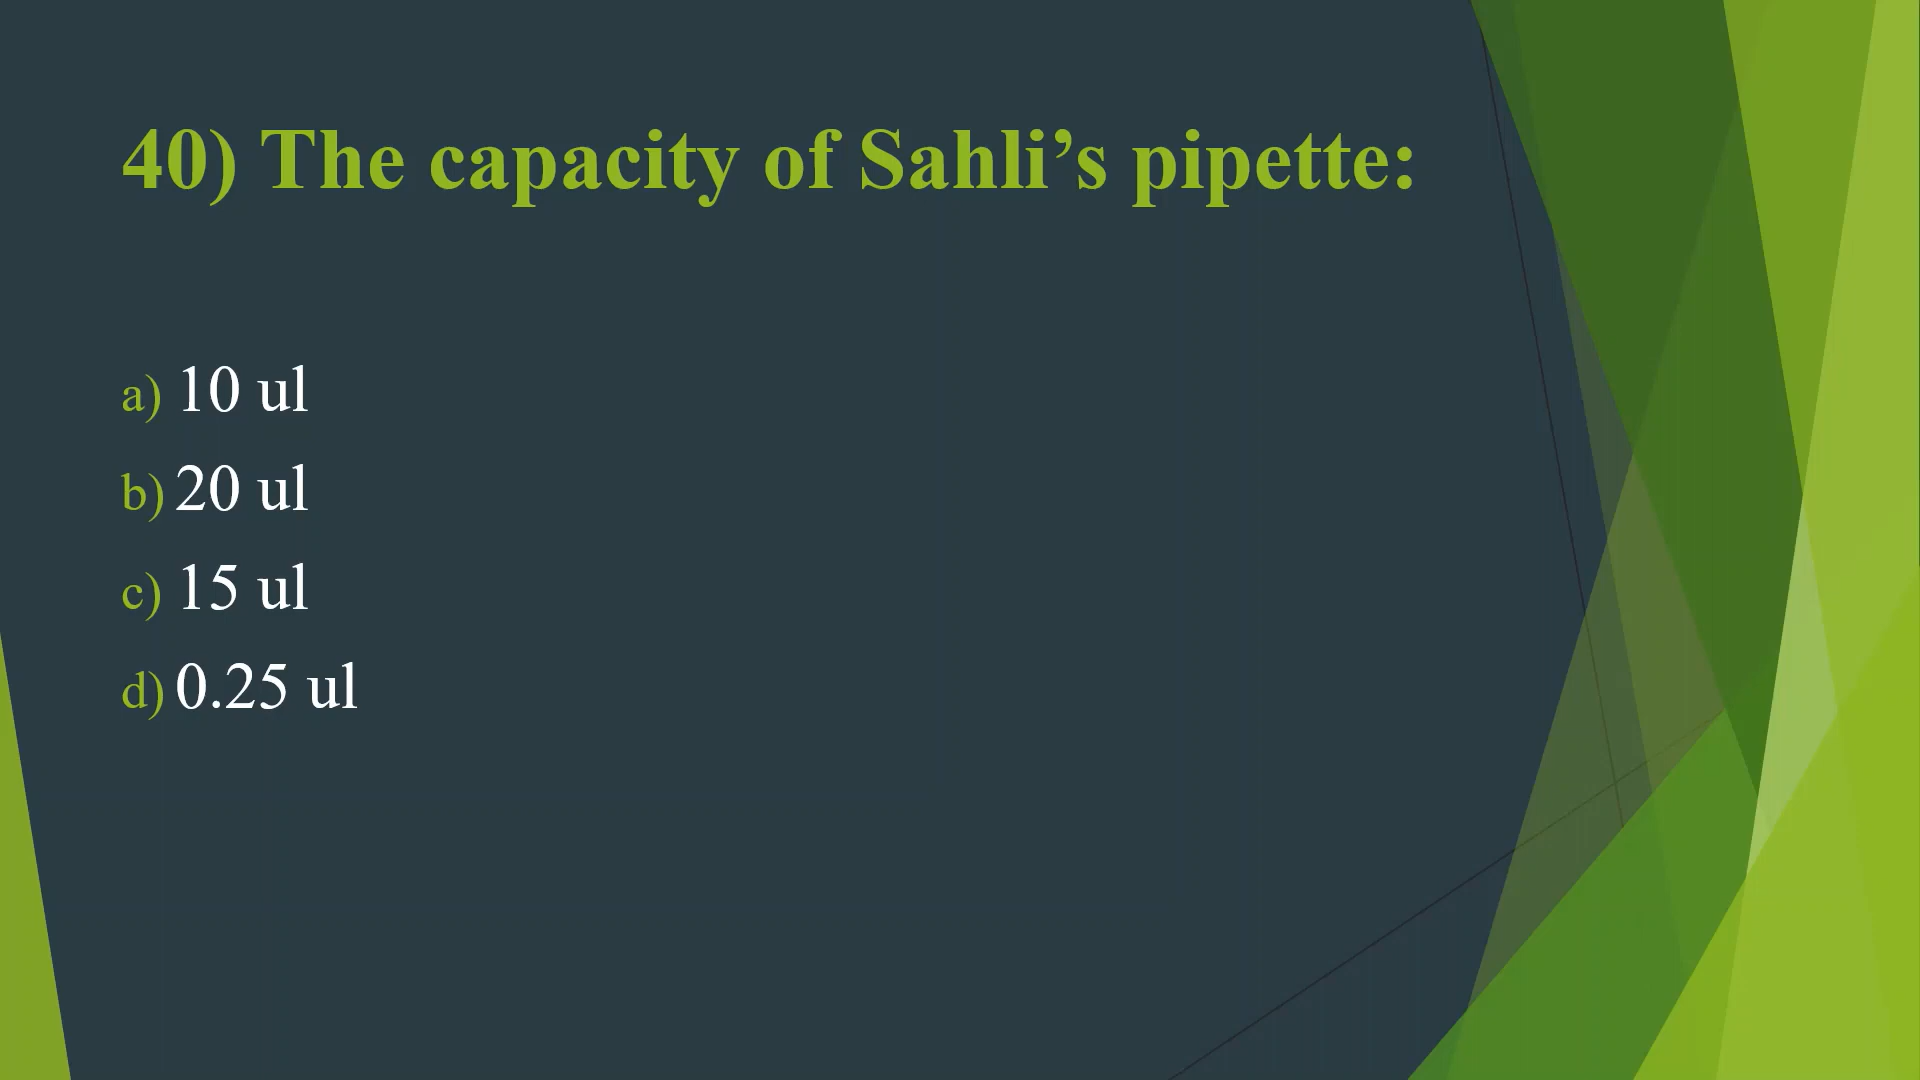 40) The capacity of Sahli’s pipette:
a) 10 ul
b) 20 ul
c) 15 ul
d) 0.25 ul